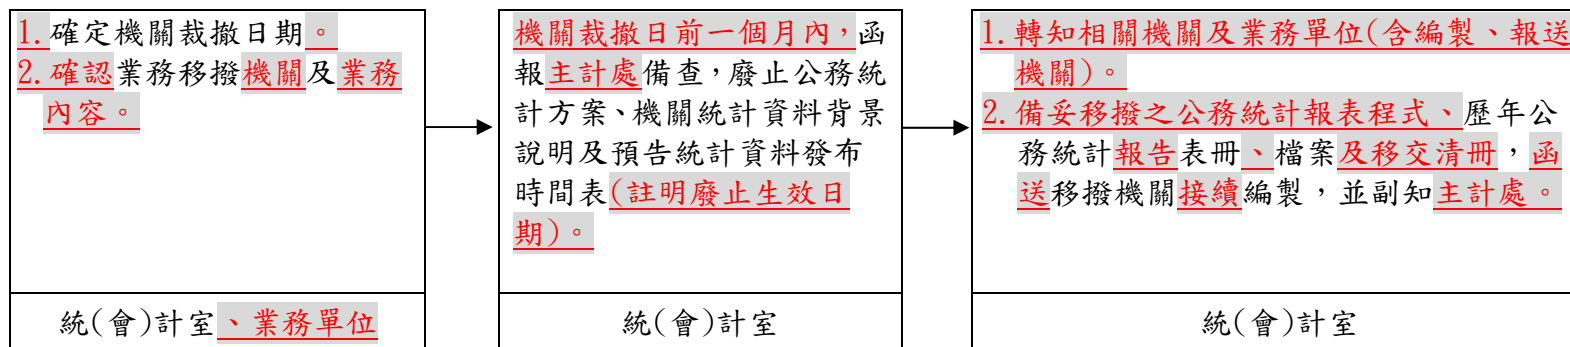 1.確定機關裁撤日期。
2.確認業務移撥機關及業務
內容。
統(會)計室、業務單位
機關裁撤日前一個月內，函
報主計處備查，廢止公務統
計方案、機關統計資料背景
說明及預告統計資料發布
時間表(註明廢止生效日
期)。
統(會)計室
1.轉知相關機關及業務單位(含編製、報送
機關)。
2.備妥移撥之公務統計報表程式、歷年公
務統計報告表冊、檔案及移交清冊，函
送移撥機關接續編製，並副知主計處。
統(會)計室